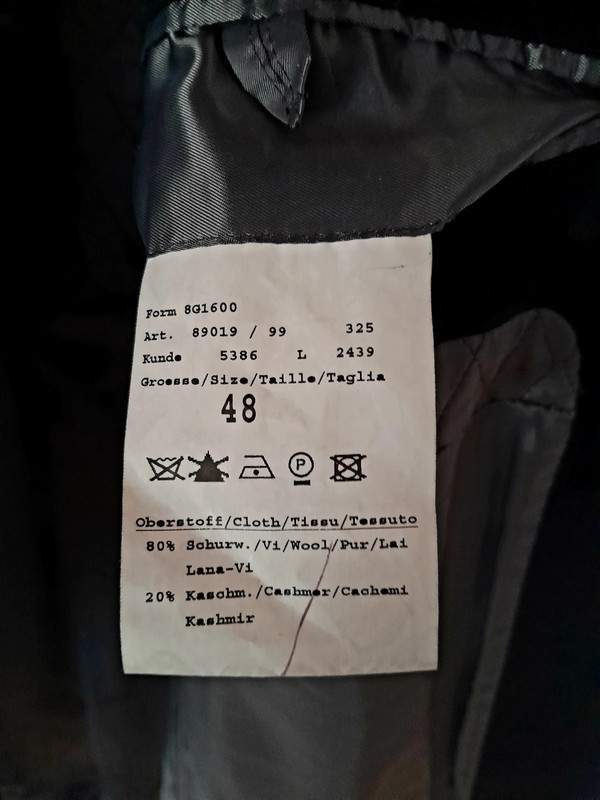 Form 8G1600
Art. 89019 / 99 325
Kunde 5386 L 2439
Groesse/Size/Taille/Taglia
48
P
Oberstoff/Cloth/Tissu/Tessuto
80% Schurw./Vi/Wool/Pur/Lai
Lana-Vi
20% Kaschm./Cashmer/Cachemi
Kashmir